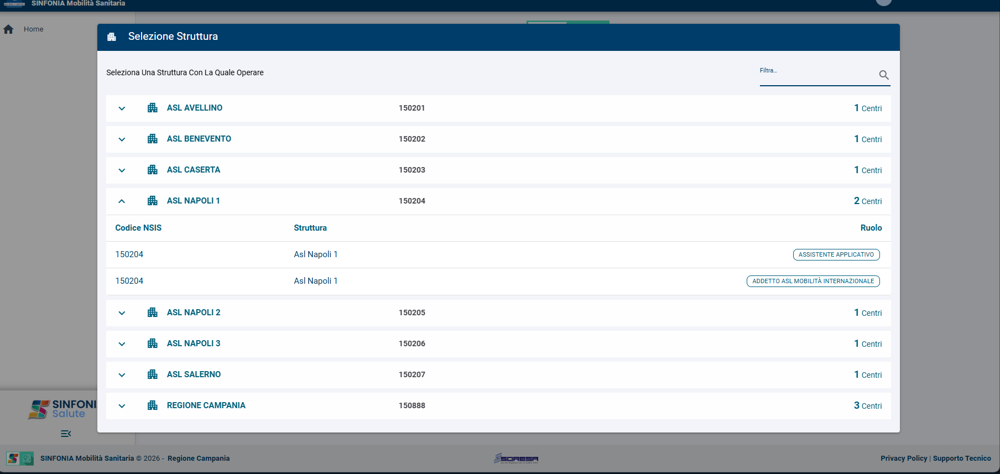 SINFONIA Mobilità Sanitaria
Home
Selezione Struttura
Seleziona Una Struttura Con La Quale Operare
Filtra...
ASL AVELLINO 150201 1 Centri
ASL BENEVENTO 150202 1 Centri
ASL CASERTA 150203 1 Centri
ASL NAPOLI 1 150204 2 Centri
Codice NSIS Struttura Ruolo
150204 Asl Napoli 1 ASSISTENTE APPLICATIVO
150204 Asl Napoli 1 ADDETTO ASL MOBILITÀ INTERNAZIONALE
ASL NAPOLI 2 150205 1 Centri
ASL NAPOLI 3 150206 1 Centri
ASL SALERNO 150207 1 Centri
REGIONE CAMPANIA 150888 3 Centri
SINFONI
Salute
SINFONIA Mobilità Sanitaria © 2026 - Regione Campania
SORESA
Privacy Policy | Supporto Tecnico